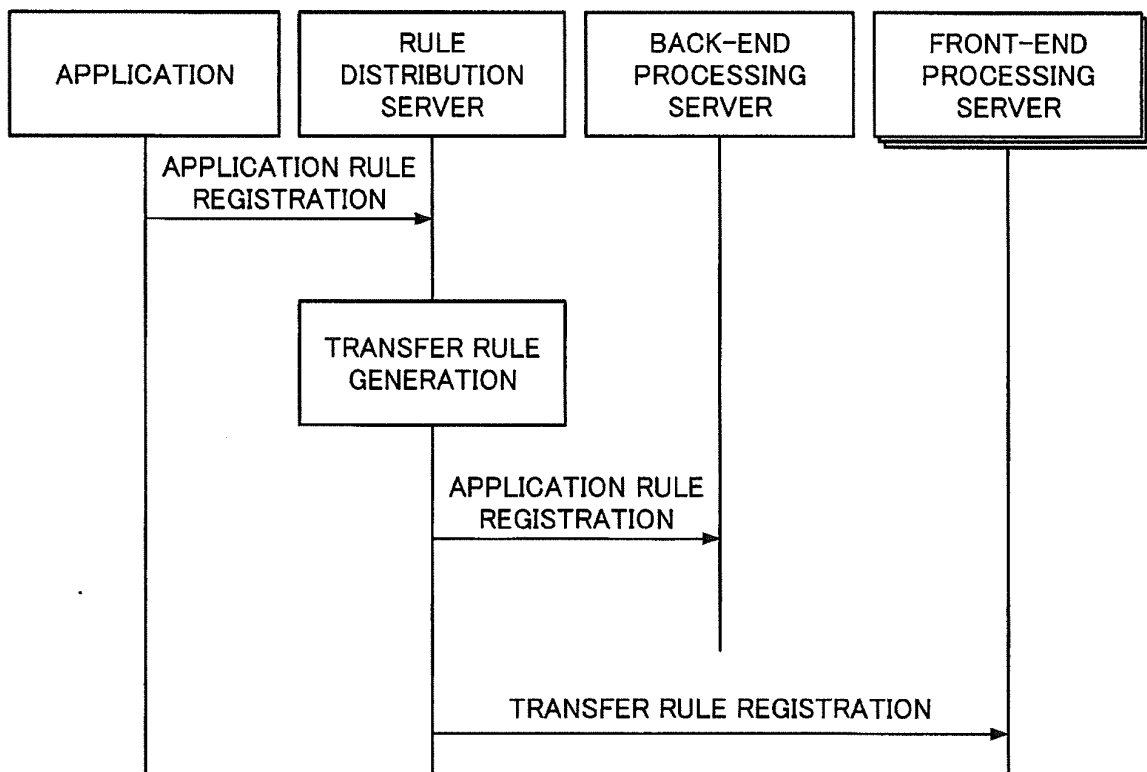 APPLICATION
RULE
DISTRIBUTION
SERVER
BACK-END
PROCESSING
SERVER
FRONT-END
PROCESSING
SERVER
APPLICATION RULE
REGISTRATION
TRANSFER RULE
GENERATION
APPLICATION RULE
REGISTRATION
TRANSFER RULE REGISTRATION